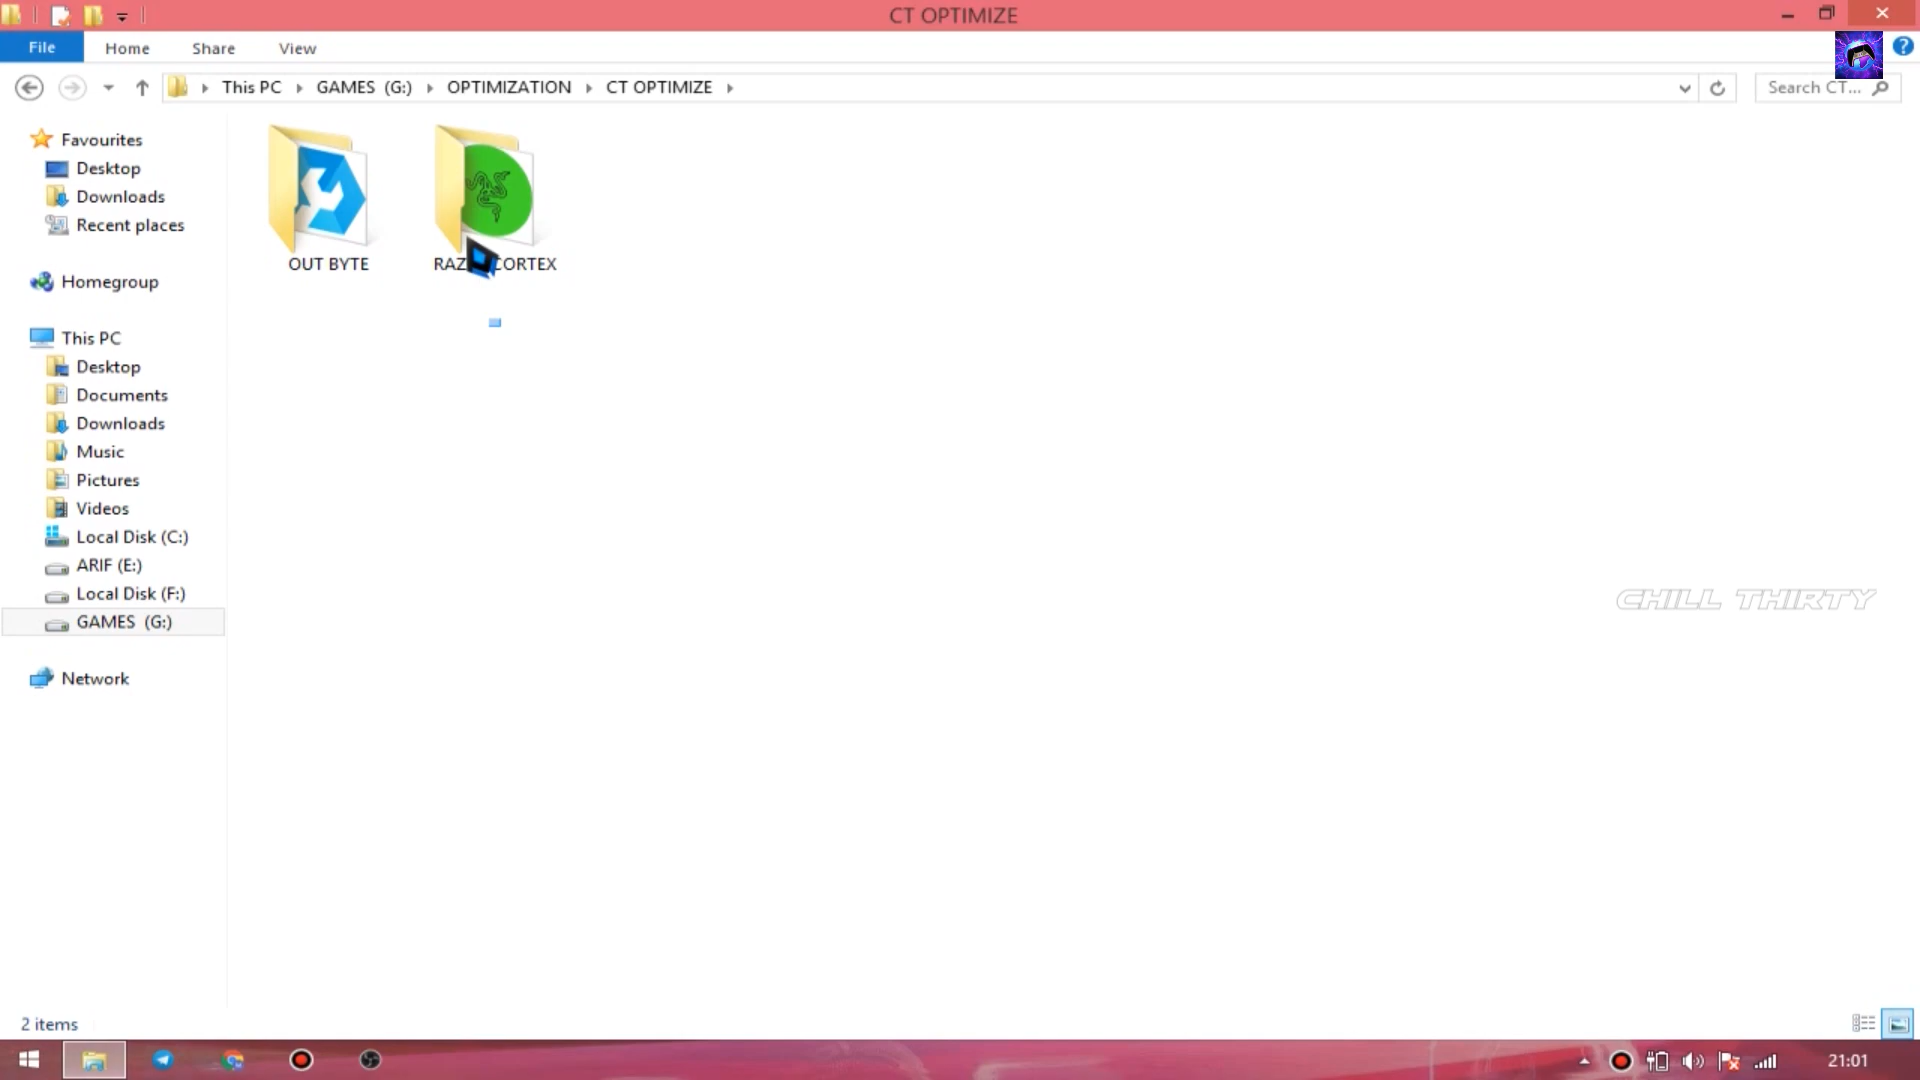 CT OPTIMIZE
File
Home
Share
View
This PC
GAMES (G:)
OPTIMIZATION
CT OPTIMIZE
Search CT...
Favourites
Desktop
Downloads
Recent places
Homegroup
This PC
Desktop
Documents
Downloads
Music
Pictures
Videos
Local Disk (C:)
ARIF (E:)
Local Disk (F:)
GAMES (G:)
Network
OUT BYTE
CORTEX
CHILL THIRTY
2 items
21:01